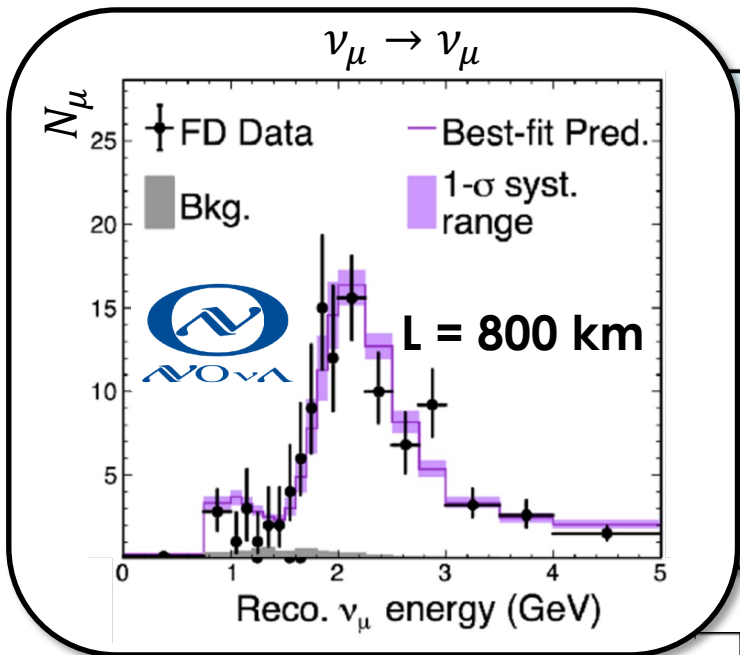 ν_μ → ν_μ
N_μ
25
20
15
10
5
FD Data
Best-fit Pred.
Bkg.
1-σ syst.
range
NOνA
L = 800 km
0 1 2 3 4 5
Reco. ν_μ energy (GeV)